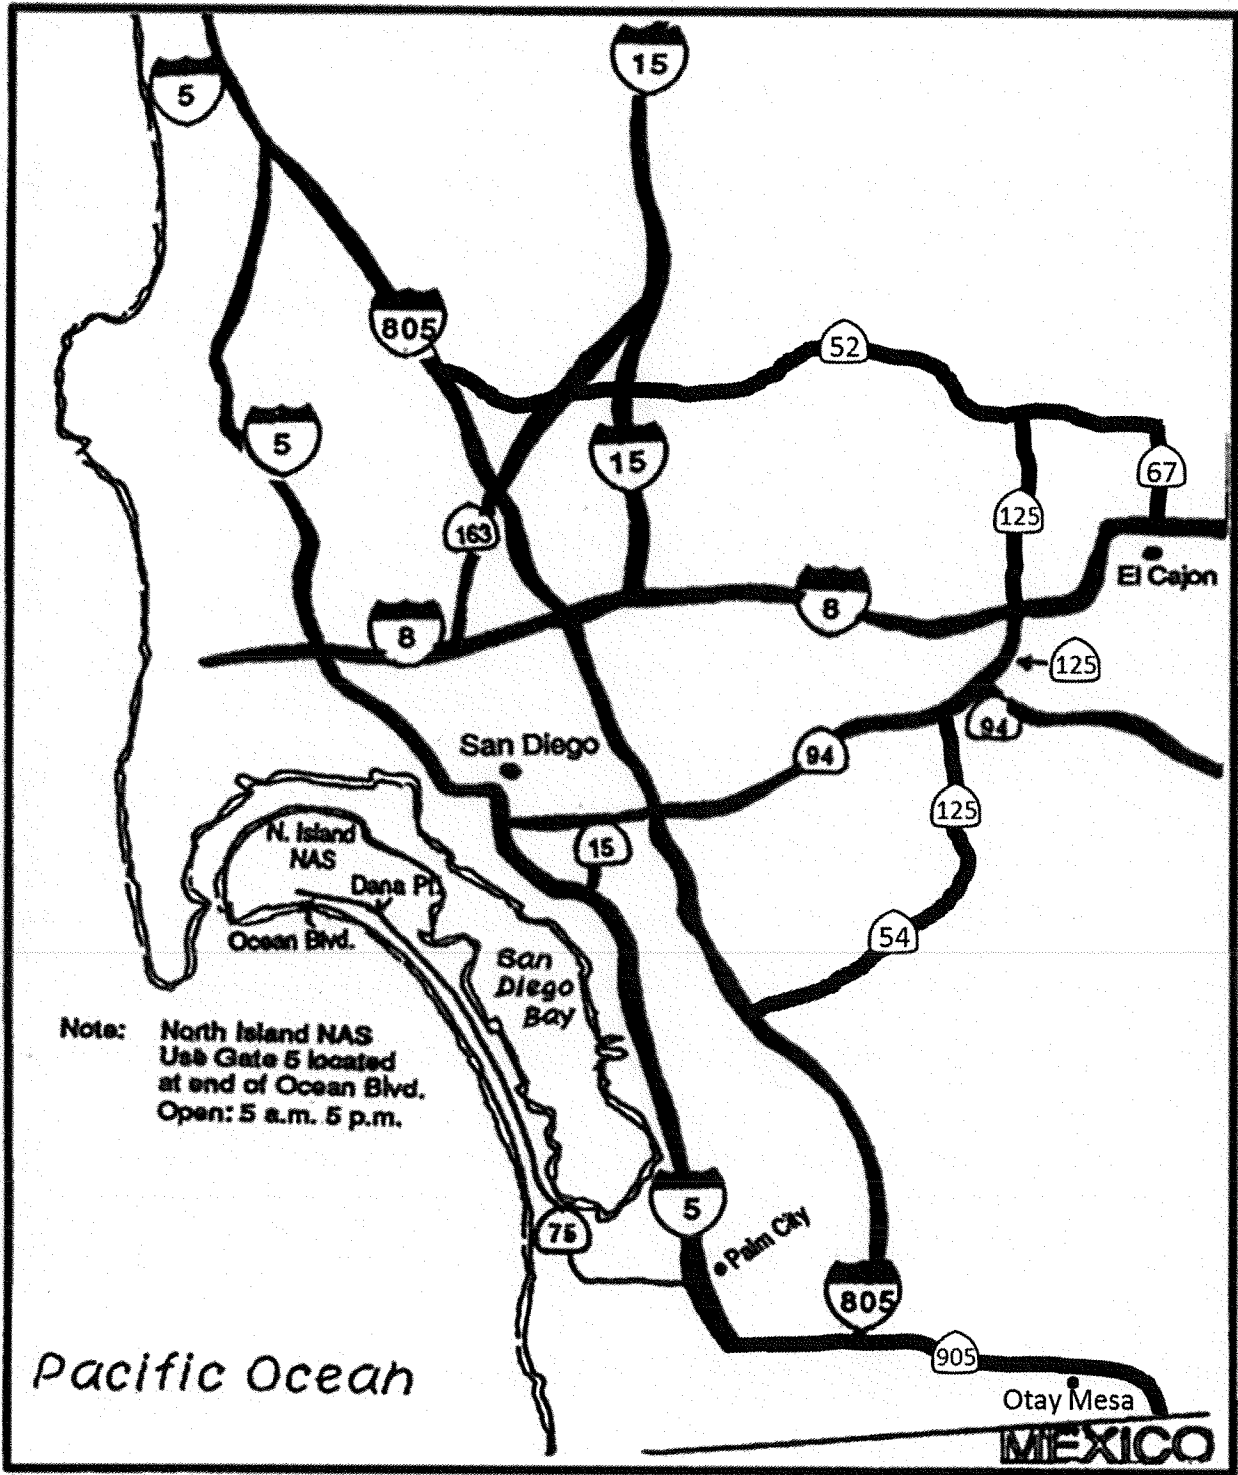 15
5
805
52
5
15
67
125
163
El Cajon
8
8
125
San Diego
94
94
125
N. Island
NAS
15
Dana Pt.
Ocean Blvd.
54
San
Diego
Bay
Note: North Island NAS
Use Gate 5 located
at end of Ocean Blvd.
Open: 5 a.m. 5 p.m.
5
75
Palm City
805
905
Pacific Ocean
Otay Mesa
MEXICO